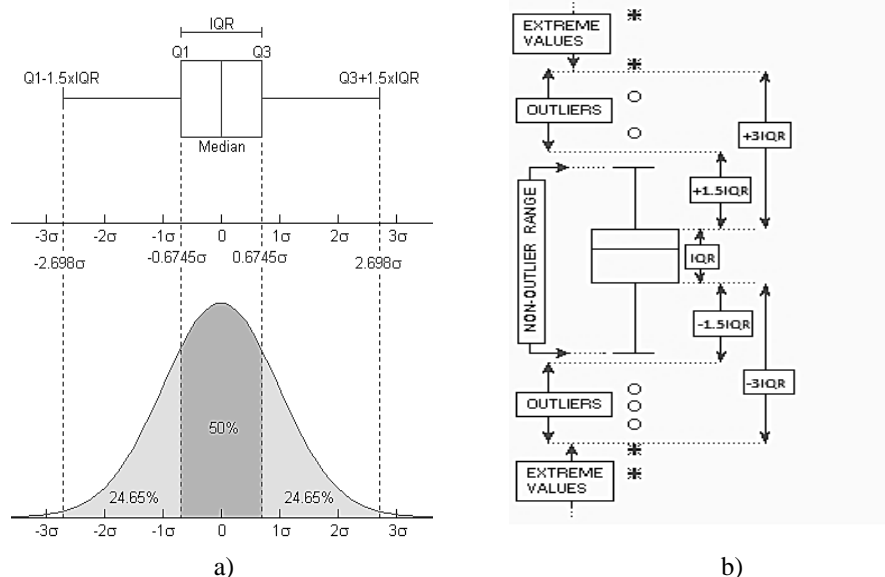 IQR
Q1 Q3
Q1-1.5xIQR Q3+1.5xIQR
Median
-3σ -2σ -1σ 0 1σ 2σ 3σ
-2.698σ -0.6745σ 0.6745σ 2.698σ
50%
24.65% 24.65%
-3σ -2σ -1σ 0 1σ 2σ 3σ
a)
EXTREME
VALUES
OUTLIERS
+3IQR
+1.5IQR
NON-OUTLIER RANGE
IQR
-1.5IQR
-3IQR
OUTLIERS
EXTREME
VALUES
b)